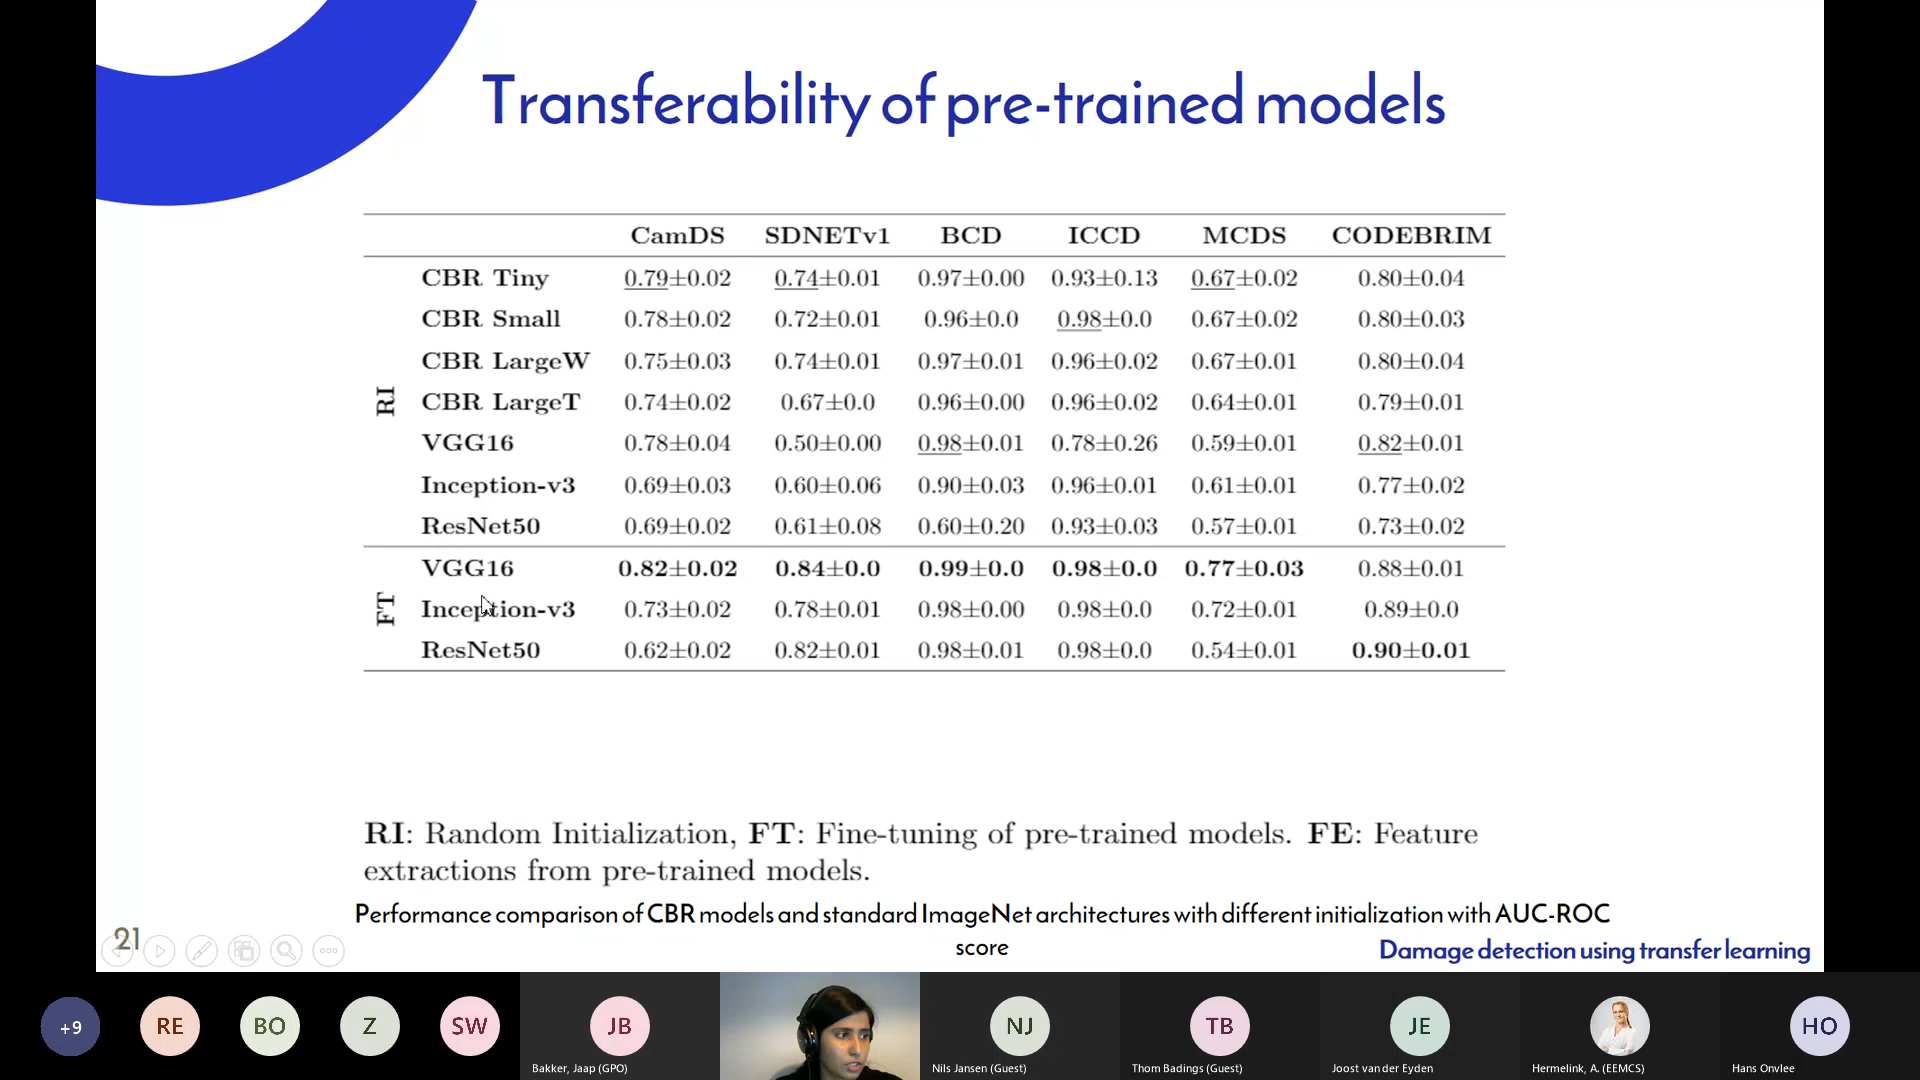 Transferability of pre-trained models
CamDS SDNETv1 BCD ICCD MCDS CODEBRIM
RI
CBR Tiny 0.79±0.02 0.74±0.01 0.97±0.00 0.93±0.13 0.67±0.02 0.80±0.04
CBR Small 0.78±0.02 0.72±0.01 0.96±0.0 0.98±0.0 0.67±0.02 0.80±0.03
CBR LargeW 0.75±0.03 0.74±0.01 0.97±0.01 0.96±0.02 0.67±0.01 0.80±0.04
CBR LargeT 0.74±0.02 0.67±0.0 0.96±0.00 0.96±0.02 0.64±0.01 0.79±0.01
VGG16 0.78±0.04 0.50±0.00 0.98±0.01 0.78±0.26 0.59±0.01 0.82±0.01
Inception-v3 0.69±0.03 0.60±0.06 0.90±0.03 0.96±0.01 0.61±0.01 0.77±0.02
ResNet50 0.69±0.02 0.61±0.08 0.60±0.20 0.93±0.03 0.57±0.01 0.73±0.02
FT
VGG16 0.82±0.02 0.84±0.0 0.99±0.0 0.98±0.0 0.77±0.03 0.88±0.01
Inception-v3 0.73±0.02 0.78±0.01 0.98±0.00 0.98±0.0 0.72±0.01 0.89±0.0
ResNet50 0.62±0.02 0.82±0.01 0.98±0.01 0.98±0.0 0.54±0.01 0.90±0.01
RI: Random Initialization, FT: Fine-tuning of pre-trained models. FE: Feature
extractions from pre-trained models.
Performance comparison of CBR models and standard ImageNet architectures with different initialization with AUC-ROC
score
21
Damage detection using transfer learning
+9 RE BO Z SW JB NJ TB JE HO
Bakker, Jaap (GPO) Nils Jansen (Guest) Thom Badings (Guest) Joost van der Eyden Hermelink, A. (EEMCS) Hans Onvlee